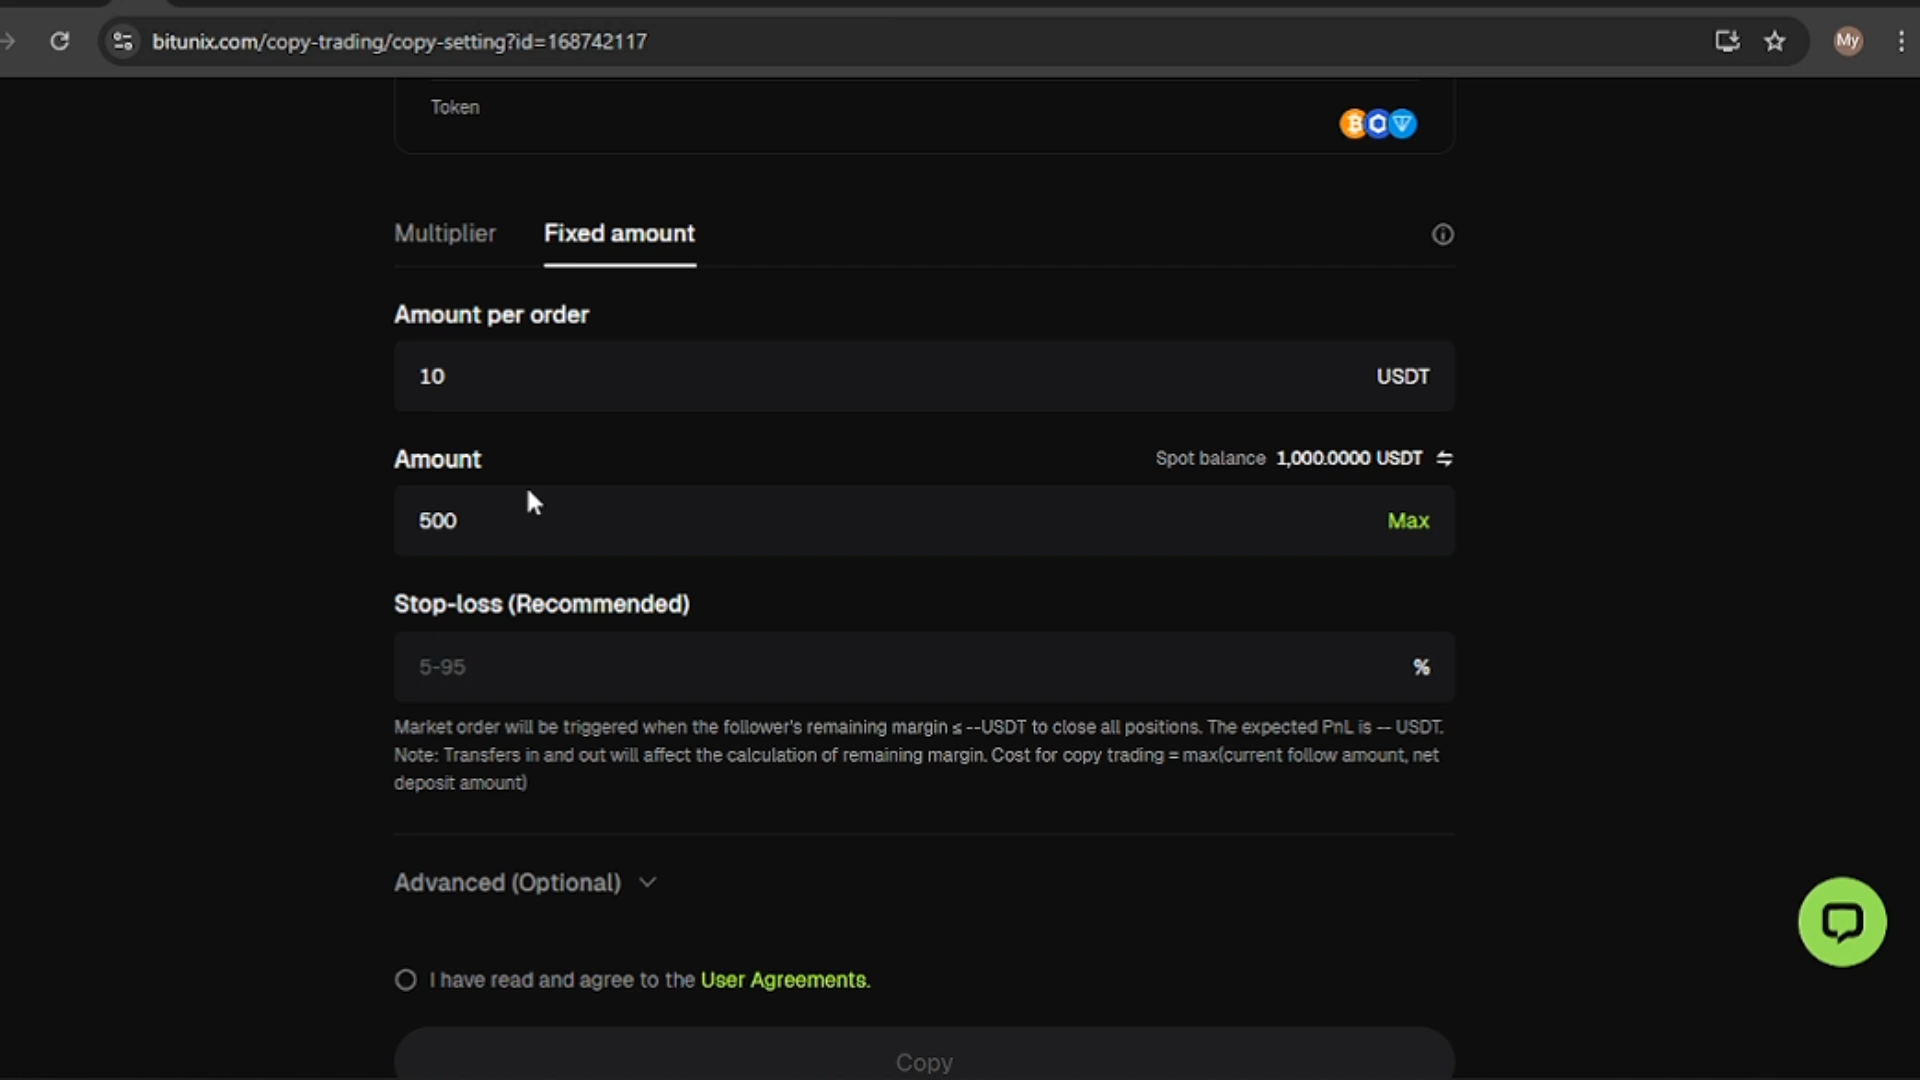 bitunix.com/copy-trading/copy-setting?id=168742117
My
Token
Multiplier
Fixed amount
Amount per order
10
USDT
Amount
Spot balance 1,000.0000 USDT
500
Max
Stop-loss (Recommended)
5-95
%
Market order will be triggered when the follower's remaining margin ≤ --USDT to close all positions. The expected PnL is -- USDT.
Note: Transfers in and out will affect the calculation of remaining margin. Cost for copy trading = max(current follow amount, net
deposit amount)
Advanced (Optional)
I have read and agree to the User Agreements.
Copy